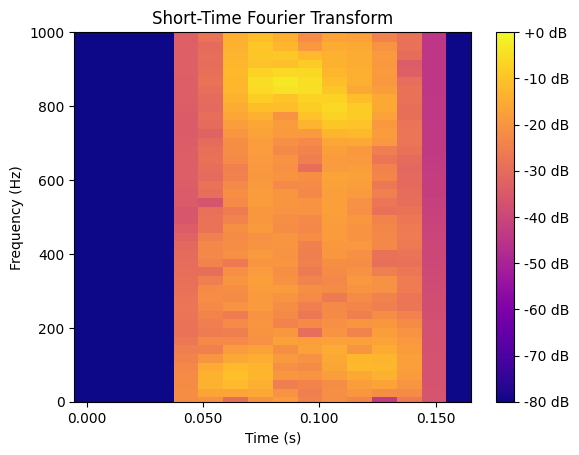 Short-Time Fourier Transform
1000
800
600
400
200
0
Frequency (Hz)
0.000
0.050
0.100
0.150
Time (s)
+0 dB
-10 dB
-20 dB
-30 dB
-40 dB
-50 dB
-60 dB
-70 dB
-80 dB